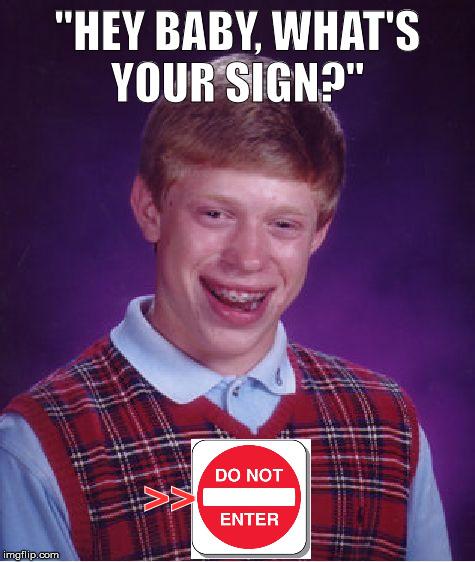 "HEY BABY, WHAT'S
YOUR SIGN?"
>>
DO NOT
ENTER
imgflip.com